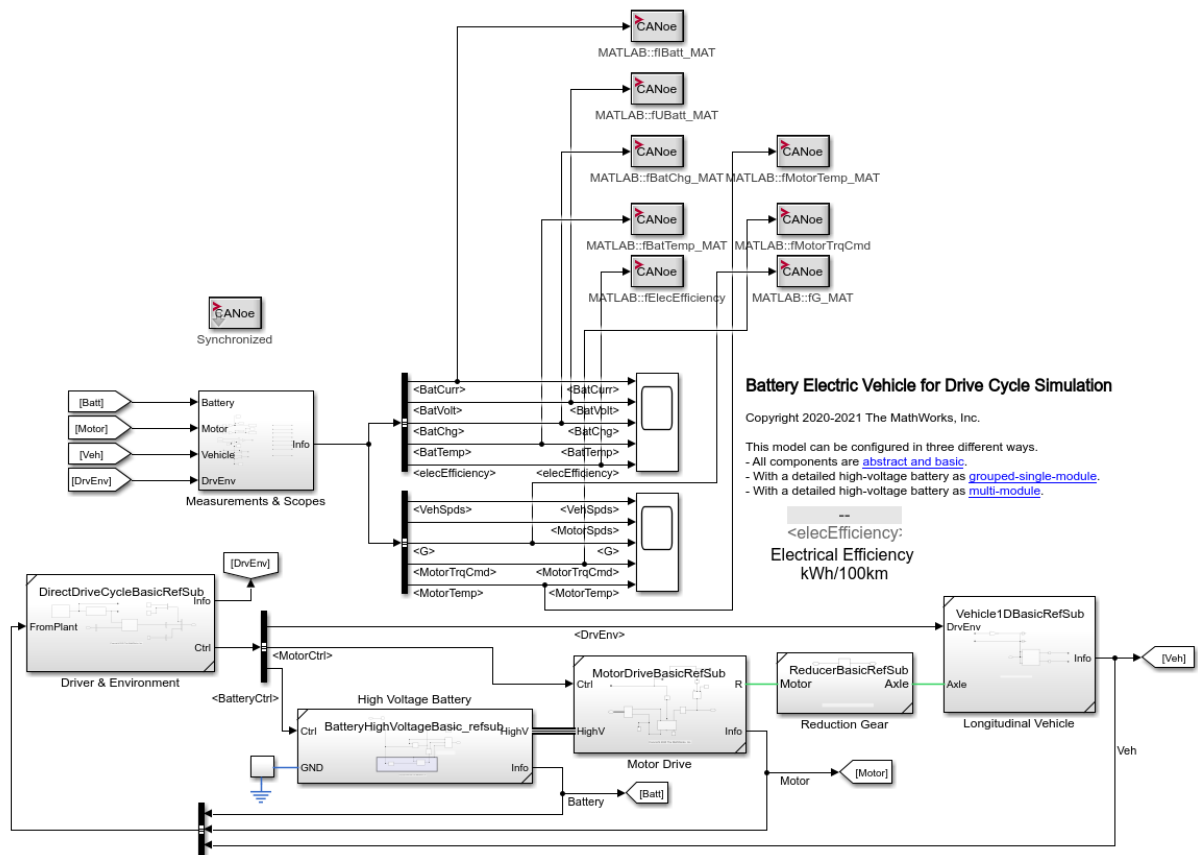 CANoe
MATLAB::fIBatt_MAT
CANoe
MATLAB::fUBatt_MAT
CANoe
MATLAB::fBatChg_MAT
CANoe
MATLAB::fMotorTemp_MAT
CANoe
MATLAB::fBatTemp_MAT
CANoe
MATLAB::fMotorTrqCmd
CANoe
MATLAB::fElecEfficiency
CANoe
MATLAB::fG_MAT
CANoe
Synchronized
[Batt]
[Motor]
[Veh]
[DrvEnv]
Battery
Motor
Vehicle
DrvEnv
Info
Measurements & Scopes
<BatCurr>
<BatVolt>
<BatChg>
<BatTemp>
<elecEfficiency>
<BatCurr>
<BatVolt>
<BatChg>
<BatTemp>
<elecEfficiency>
<VehSpds>
<G>
<MotorTrqCmd>
<MotorTemp>
<VehSpds>
<MotorSpds>
<G>
<MotorTrqCmd>
<MotorTemp>
Battery Electric Vehicle for Drive Cycle Simulation
Copyright 2020-2021 The MathWorks, Inc.
This model can be configured in three different ways.
- All components are abstract and basic.
- With a detailed high-voltage battery as grouped-single-module.
- With a detailed high-voltage battery as multi-module.
--
<elecEfficiency>
Electrical Efficiency
kWh/100km
[DrvEnv]
DirectDriveCycleBasicRefSub
Info
FromPlant
Ctrl
Driver & Environment
<DrvEnv>
<MotorCtrl>
<BatteryCtrl>
High Voltage Battery
BatteryHighVoltageBasic_refsub
Ctrl
HighV
GND
Info
MotorDriveBasicRefSub
Ctrl
R
HighV
Info
Motor Drive
ReducerBasicRefSub
Motor
Axle
Reduction Gear
Vehicle1DBasicRefSub
DrvEnv
Info
Axle
Longitudinal Vehicle
[Veh]
Veh
Motor
[Motor]
Battery
[Batt]